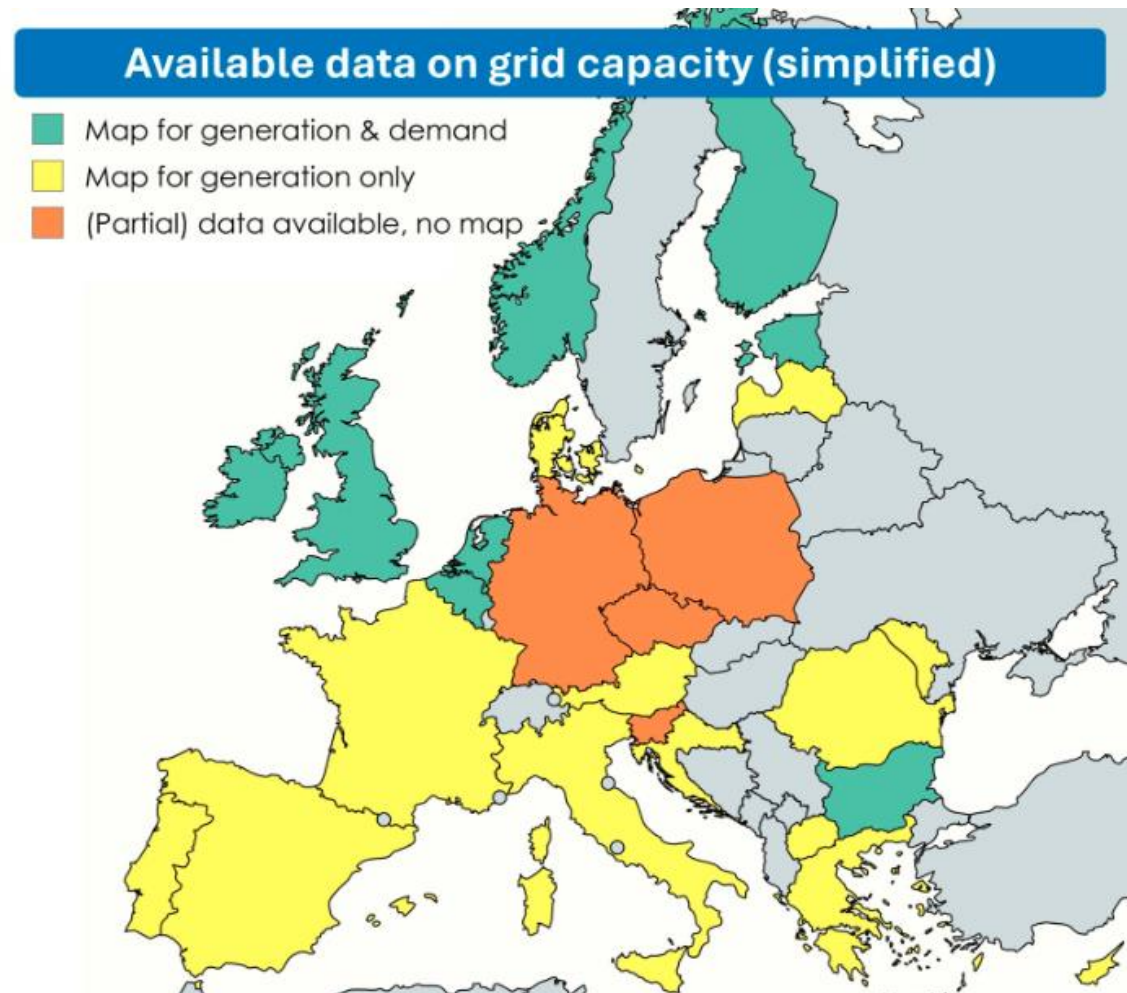 Available data on grid capacity (simplified)
Map for generation & demand
Map for generation only
(Partial) data available, no map